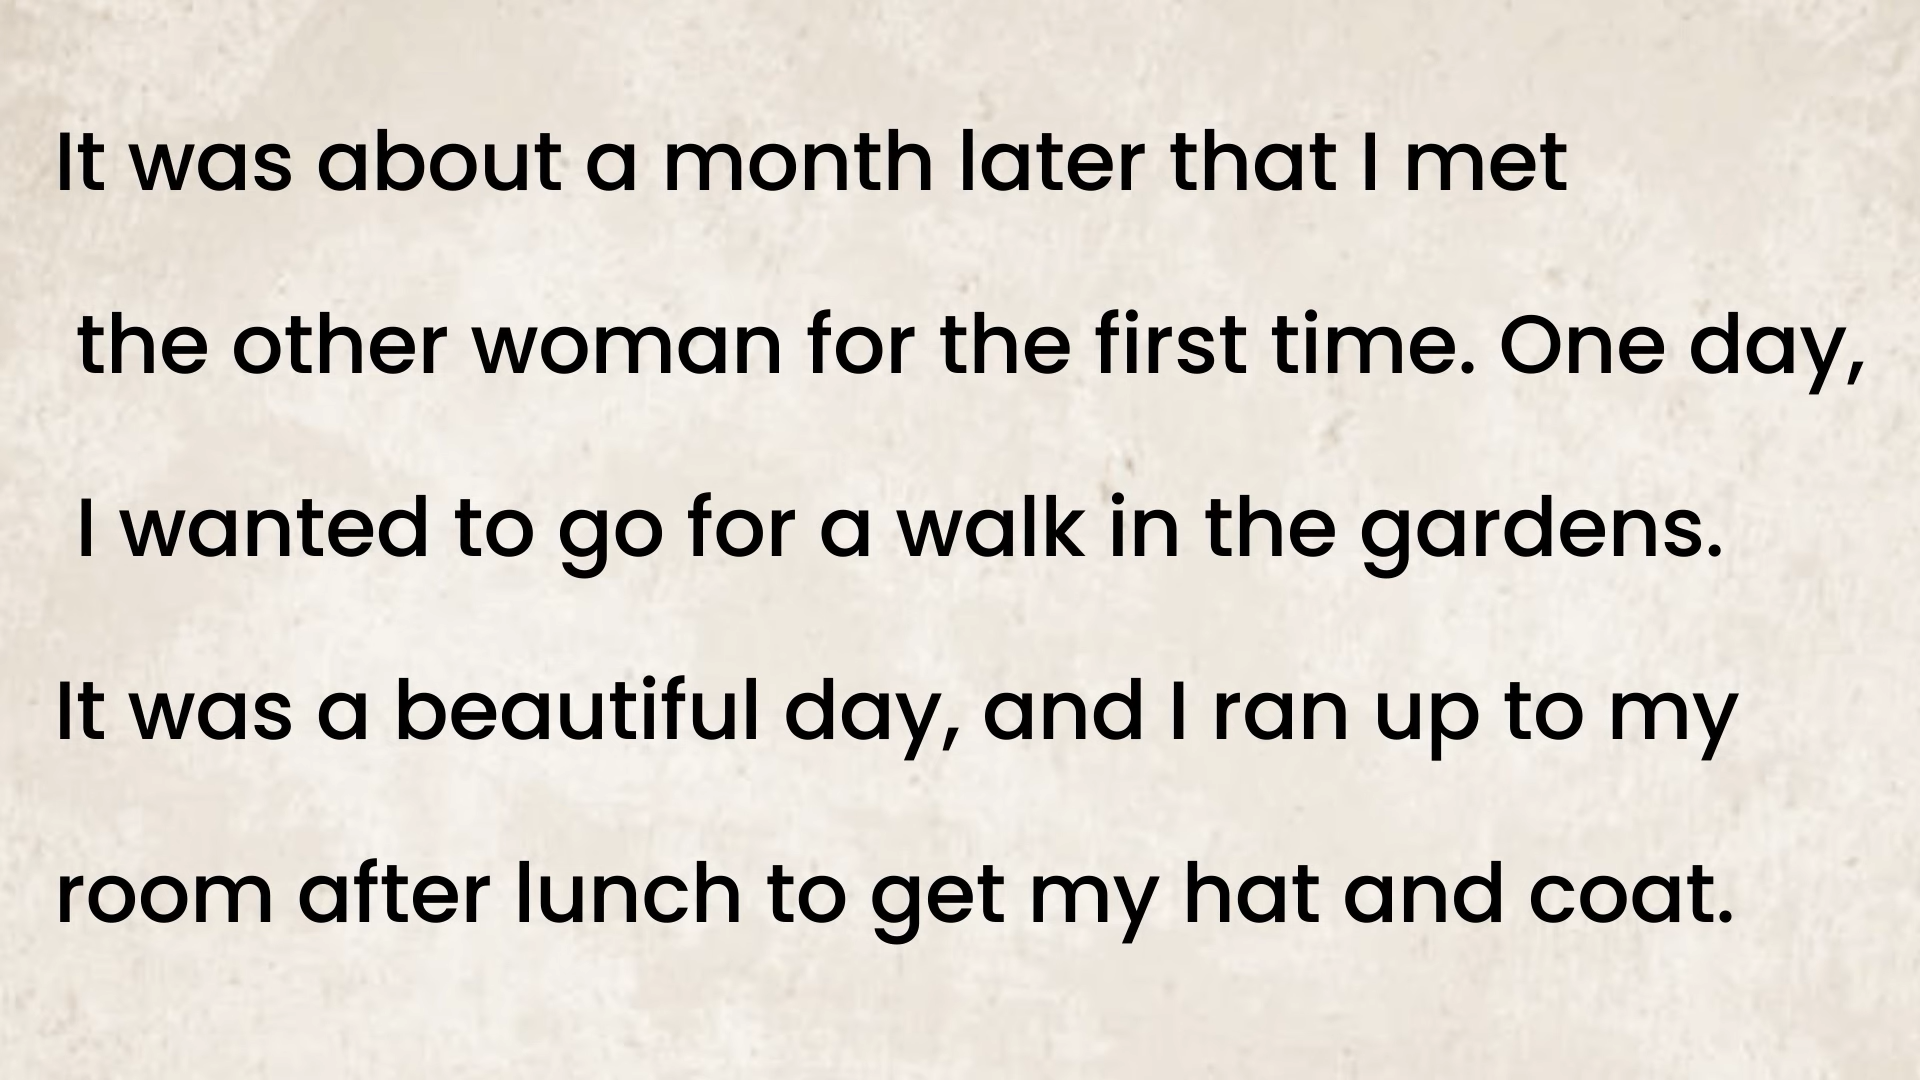 It was about a month later that I met
the other woman for the first time. One day,
I wanted to go for a walk in the gardens.
It was a beautiful day, and I ran up to my
room after lunch to get my hat and coat.